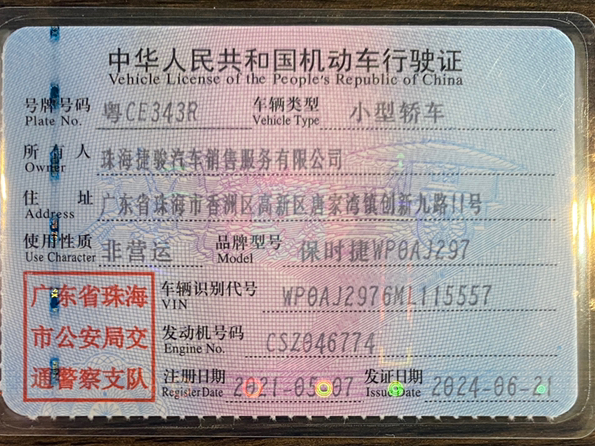 中华人民共和国机动车行驶证
Vehicle License of the People's Republic of China
号牌号码 粤CE343R 车辆类型 小型轿车
Plate No. Vehicle Type
所有人 珠海捷骏汽车销售服务有限公司
Owner
住址 广东省珠海市香洲区高新区唐家湾镇创新九路11号
Address
使用性质 非营运 品牌型号 保时捷WP0AJ297
Use Character Model
广东省珠海
市公安局交
通警察支队
车辆识别代号 WP0AJ2976ML115557
VIN
发动机号码 CSZ046774
Engine No.
注册日期 2021-05-07 发证日期 2024-06-21
Register Date Issue Date